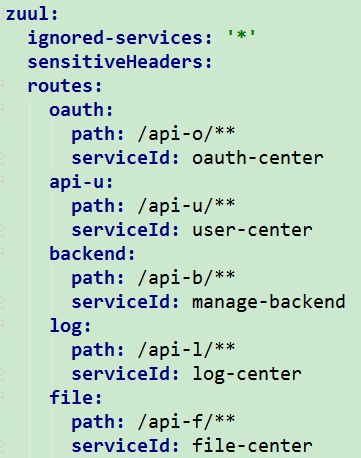 zuul:
  ignored-services: '*'
  sensitiveHeaders:
  routes:
    oauth:
      path: /api-o/**
      serviceId: oauth-center
    api-u:
      path: /api-u/**
      serviceId: user-center
    backend:
      path: /api-b/**
      serviceId: manage-backend
    log:
      path: /api-l/**
      serviceId: log-center
    file:
      path: /api-f/**
      serviceId: file-center